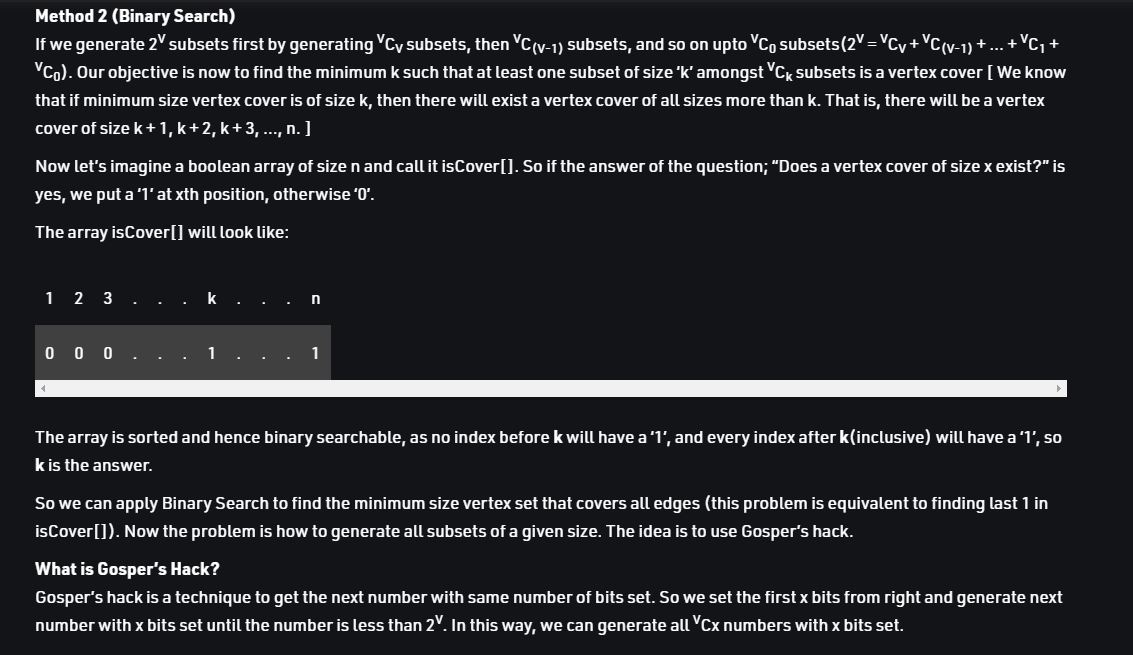 Method 2 (Binary Search)
If we generate 2ⱽ subsets first by generating ⱽCᵥ subsets, then ⱽC₍ᵥ₋₁₎ subsets, and so on upto ⱽC₀ subsets(2ⱽ = ⱽCᵥ + ⱽC₍ᵥ₋₁₎ + ... + ⱽC₁ +
ⱽC₀). Our objective is now to find the minimum k such that at least one subset of size ‘k’ amongst ⱽCₖ subsets is a vertex cover [ We know
that if minimum size vertex cover is of size k, then there will exist a vertex cover of all sizes more than k. That is, there will be a vertex
cover of size k + 1, k + 2, k + 3, ..., n. ]
Now let’s imagine a boolean array of size n and call it isCover[]. So if the answer of the question; “Does a vertex cover of size x exist?” is
yes, we put a ‘1’ at xth position, otherwise ‘0’.
The array isCover[] will look like:
1 2 3 . . . k . . . n
0 0 0 . . . 1 . . . 1
The array is sorted and hence binary searchable, as no index before k will have a ‘1’, and every index after k(inclusive) will have a ‘1’, so
k is the answer.
So we can apply Binary Search to find the minimum size vertex set that covers all edges (this problem is equivalent to finding last 1 in
isCover[]). Now the problem is how to generate all subsets of a given size. The idea is to use Gosper’s hack.
What is Gosper’s Hack?
Gosper’s hack is a technique to get the next number with same number of bits set. So we set the first x bits from right and generate next
number with x bits set until the number is less than 2ⱽ. In this way, we can generate all ⱽCx numbers with x bits set.